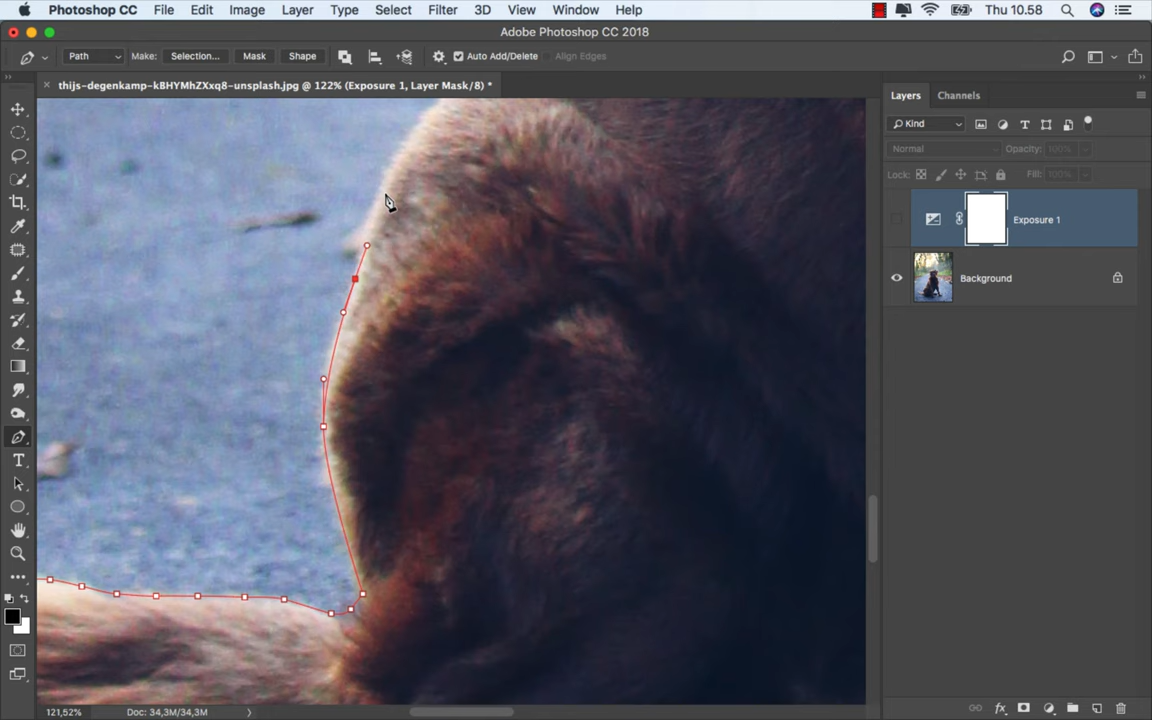 Photoshop CC File Edit Image Layer Type Select Filter 3D View Window Help Thu 10.58
Adobe Photoshop CC 2018
Path Make: Selection... Mask Shape Auto Add/Delete Align Edges
thijs-degenkamp-kBHYMhZXxq8-unsplash.jpg @ 122% (Exposure 1, Layer Mask/8) *
Layers Channels
Kind
Normal Opacity: 100%
Lock: Fill: 100%
Exposure 1
Background
121,52% Doc: 34,3M/34,3M